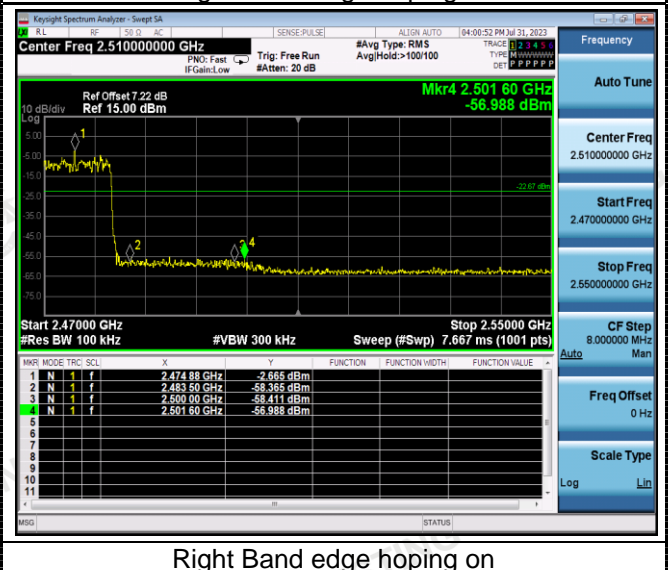 Keysight Spectrum Analyzer - Swept SA
RL RF 50 Ω AC SENSE:PULSE ALIGN AUTO 04:00:52 PM Jul 31, 2023
Center Freq 2.510000000 GHz #Avg Type: RMS TRACE 1 2 3 4 5 6
PNO: Fast Trig: Free Run Avg|Hold:>100/100 TYPE M WWWWW
IFGain:Low #Atten: 20 dB DET P P P P P P
Frequency
Auto Tune
Center Freq
2.510000000 GHz
Start Freq
2.470000000 GHz
Stop Freq
2.550000000 GHz
CF Step
8.000000 MHz
Auto Man
Freq Offset
0 Hz
Scale Type
Log Lin
Mkr4 2.501 60 GHz
-56.988 dBm
Ref Offset 7.22 dB
10 dB/div Ref 15.00 dBm
Log
5.00
-5.00
-15.0
-25.0
-35.0
-45.0
-55.0
-65.0
-75.0
1
2
3
4
-22.67 dBm
Start 2.47000 GHz Stop 2.55000 GHz
#Res BW 100 kHz #VBW 300 kHz Sweep (#Swp) 7.667 ms (1001 pts)
MKR MODE TRC SCL X Y FUNCTION FUNCTION WIDTH FUNCTION VALUE
1 N 1 f 2.474 88 GHz -2.665 dBm
2 N 1 f 2.483 50 GHz -58.365 dBm
3 N 1 f 2.500 00 GHz -58.411 dBm
4 N 1 f 2.501 60 GHz -56.988 dBm
5
6
7
8
9
10
11
MSG STATUS
Right Band edge hoping on